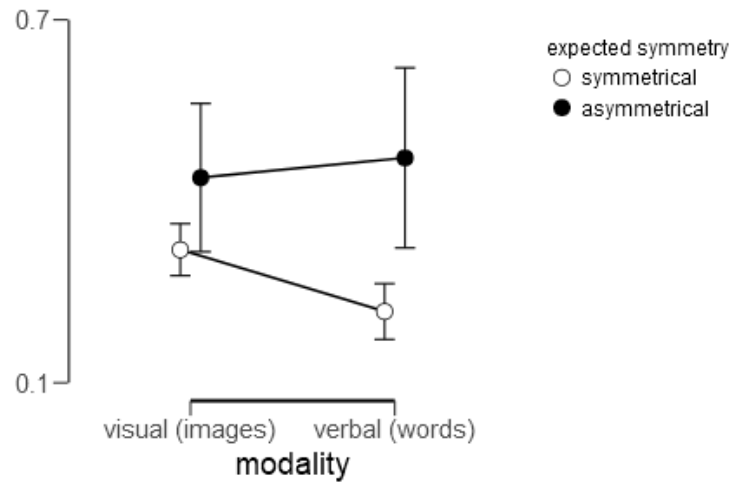 0.7
expected symmetry
symmetrical
asymmetrical
0.1
visual (images) verbal (words)
modality